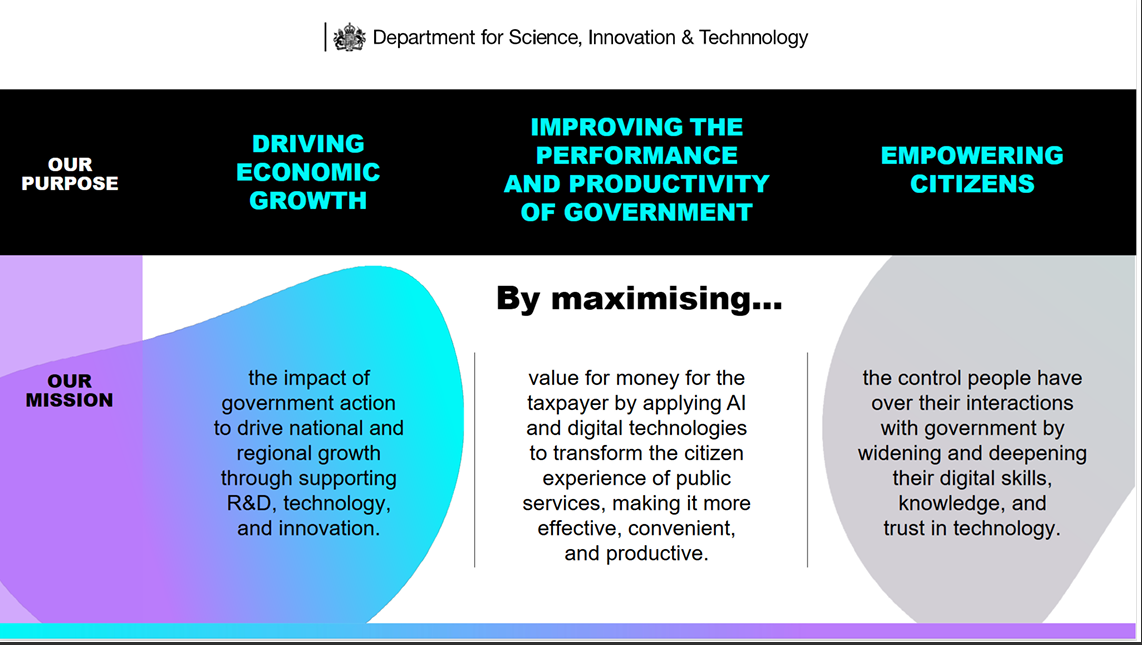 Department for Science, Innovation & Technnology
OUR
PURPOSE
DRIVING
ECONOMIC
GROWTH
IMPROVING THE
PERFORMANCE
AND PRODUCTIVITY
OF GOVERNMENT
EMPOWERING
CITIZENS
By maximising...
OUR
MISSION
the impact of
government action
to drive national and
regional growth
through supporting
R&D, technology,
and innovation.
value for money for the
taxpayer by applying AI
and digital technologies
to transform the citizen
experience of public
services, making it more
effective, convenient,
and productive.
the control people have
over their interactions
with government by
widening and deepening
their digital skills,
knowledge, and
trust in technology.